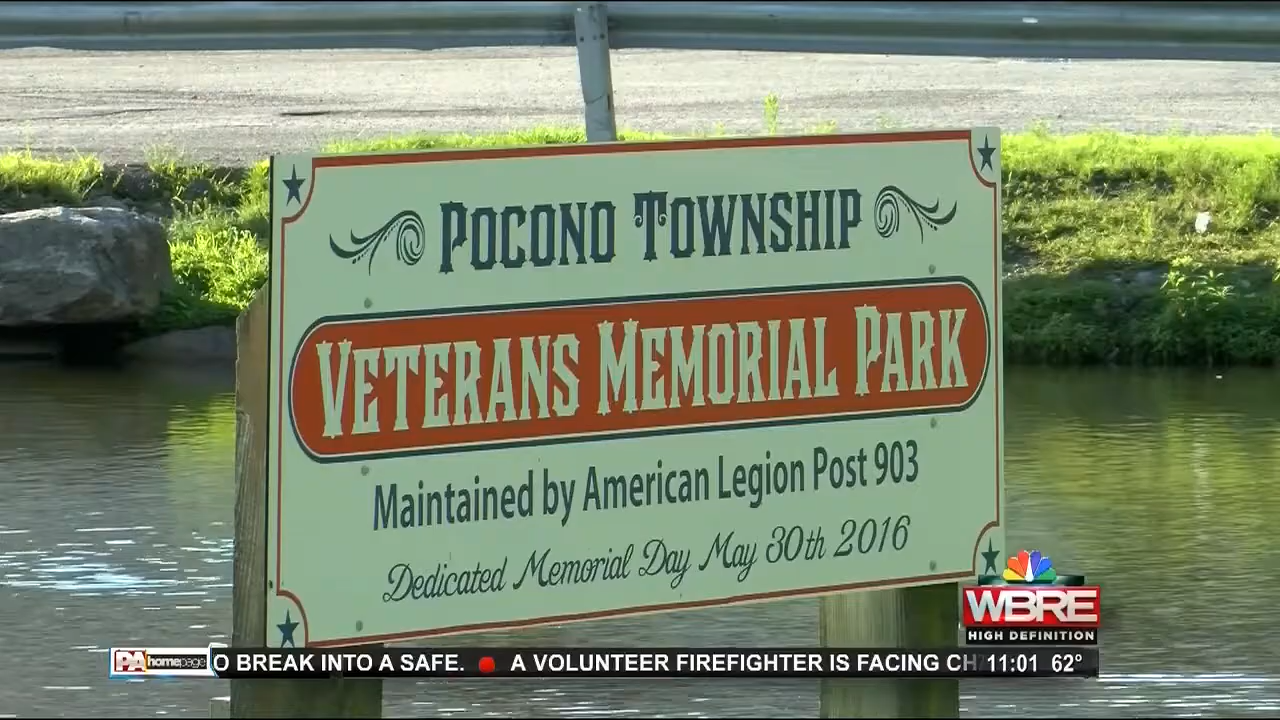 POCONO TOWNSHIP
VETERANS MEMORIAL PARK
Maintained by American Legion Post 903
Dedicated Memorial Day May 30th 2016
WBRE
HIGH DEFINITION
PA homepage O BREAK INTO A SAFE. A VOLUNTEER FIREFIGHTER IS FACING CH 11:01 62°